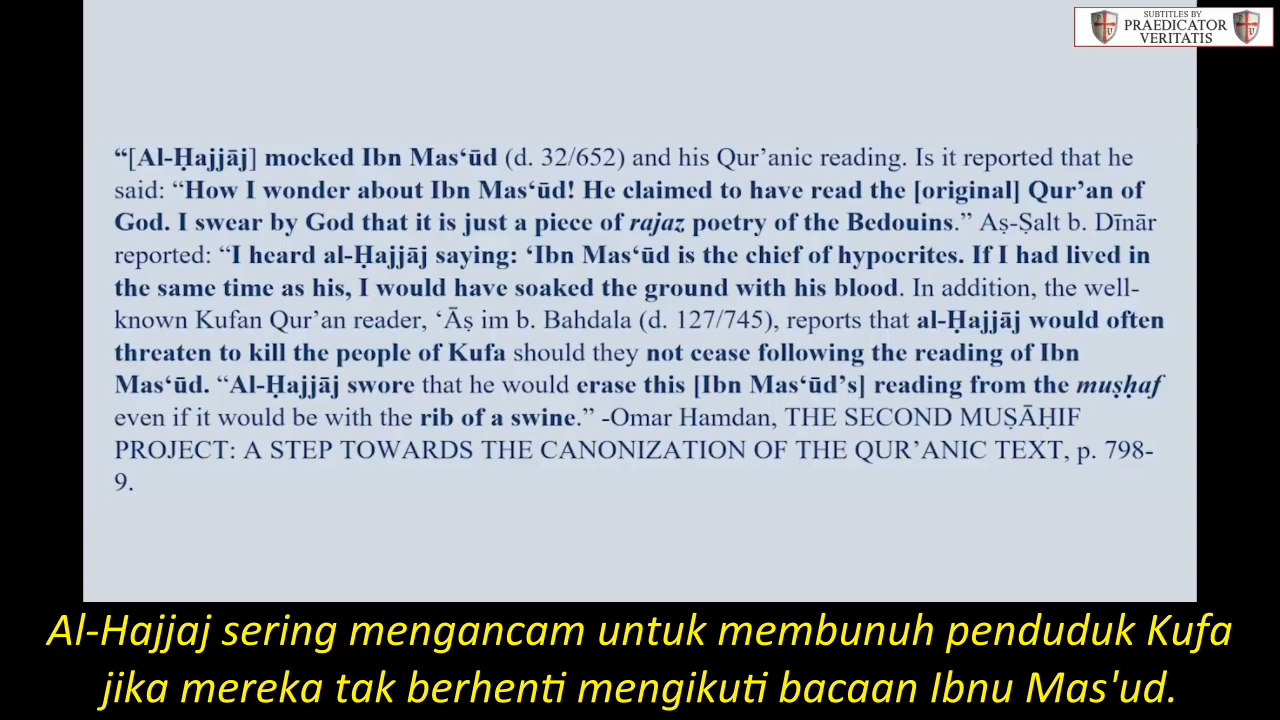 SUBTITLES BY
PRAEDICATOR
VERITATIS
“[Al-Ḥajjāj] mocked Ibn Mas‘ūd (d. 32/652) and his Qur’anic reading. Is it reported that he
said: “How I wonder about Ibn Mas‘ūd! He claimed to have read the [original] Qur’an of
God. I swear by God that it is just a piece of rajaz poetry of the Bedouins.” Aṣ-Ṣalt b. Dīnār
reported: “I heard al-Ḥajjāj saying: ‘Ibn Mas‘ūd is the chief of hypocrites. If I had lived in
the same time as his, I would have soaked the ground with his blood. In addition, the well-
known Kufan Qur’an reader, ‘Āṣ im b. Bahdala (d. 127/745), reports that al-Ḥajjāj would often
threaten to kill the people of Kufa should they not cease following the reading of Ibn
Mas‘ūd. “Al-Ḥajjāj swore that he would erase this [Ibn Mas‘ūd’s] reading from the muṣḥaf
even if it would be with the rib of a swine.” -Omar Hamdan, THE SECOND MUṢĀḤIF
PROJECT: A STEP TOWARDS THE CANONIZATION OF THE QUR’ANIC TEXT, p. 798-
9.
Al-Hajjaj sering mengancam untuk membunuh penduduk Kufa
jika mereka tak berhenti mengikuti bacaan Ibnu Mas'ud.